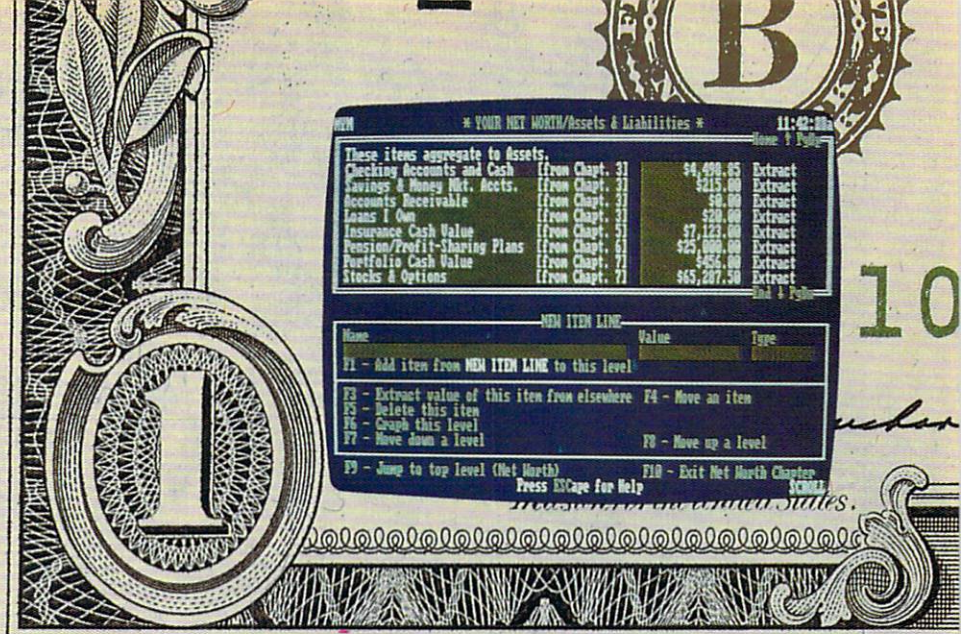 B
* YOUR NET WORTH/Assets & Liabilities * 11:42:
Home ↑ PgUp
These items aggregate to Assets.
Checking Accounts and Cash [from Chapt. 3] $4,490.85 Extract
Savings & Money Mkt. Accts. [from Chapt. 3] $215.00 Extract
Accounts Receivable [from Chapt. 3] $0.00 Extract
Loans I Own [from Chapt. 3] $20.00 Extract
Insurance Cash Value [from Chapt. 5] $7,123.00 Extract
Pension/Profit-Sharing Plans [from Chapt. 6] $25,000.00 Extract
Portfolio Cash Value [from Chapt. 7] $456.00 Extract
Stocks & Options [from Chapt. 7] $65,287.50 Extract
End ↓ PgDn
10
NEW ITEM LINE
Name Value Type
F1 - Add item from NEW ITEM LINE to this level
F3 - Extract value of this item from elsewhere F4 - Move an item
F5 - Delete this item
F6 - Graph this level
F7 - Move down a level F8 - Move up a level
F9 - Jump to top level (Net Worth) F10 - Exit Net Worth Chapter
Press ESCape for Help SCROLL
States.
1